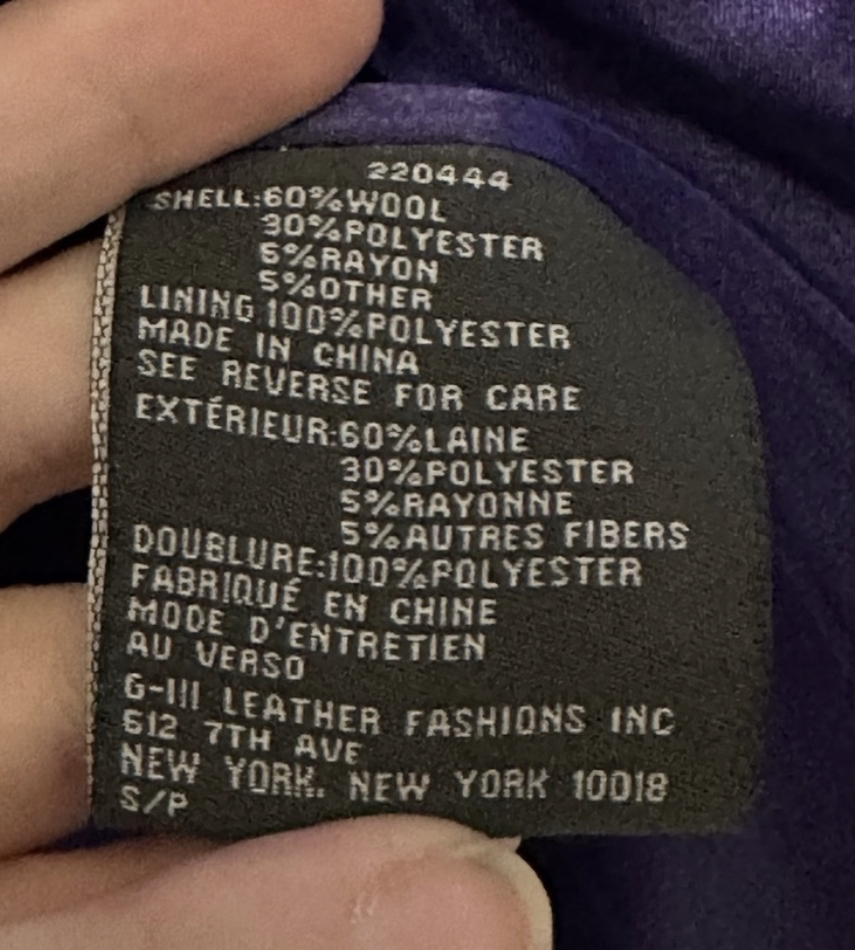 220444
SHELL:60%WOOL
30%POLYESTER
5%RAYON
5%OTHER
LINING 100%POLYESTER
MADE IN CHINA
SEE REVERSE FOR CARE
EXTÉRIEUR:60%LAINE
30%POLYESTER
5%RAYONNE
5%AUTRES FIBERS
DOUBLURE:100%POLYESTER
FABRIQUÉ EN CHINE
MODE D'ENTRETIEN
AU VERSO
G-III LEATHER FASHIONS INC
512 7TH AVE
NEW YORK. NEW YORK 10018
S/P